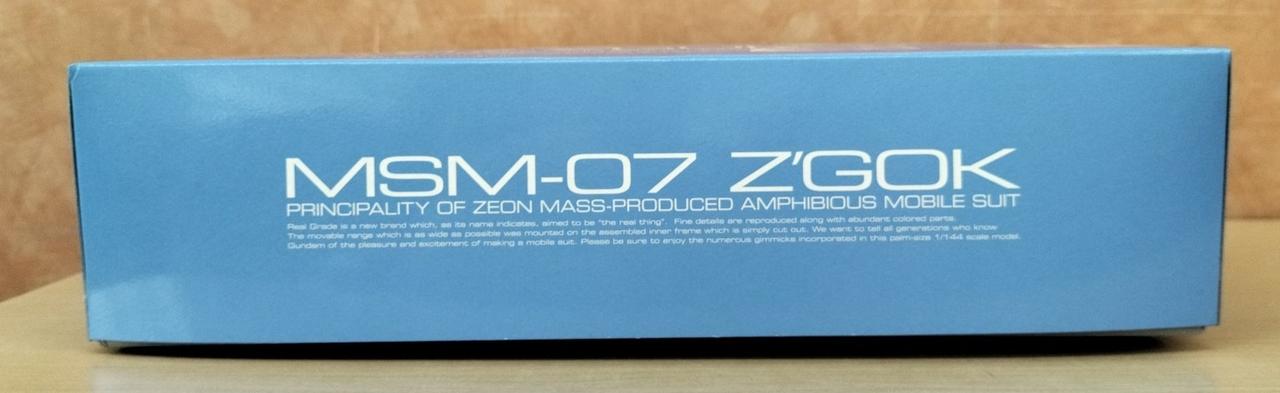 MSM-07 Z'GOK
PRINCIPALITY OF ZEON MASS-PRODUCED AMPHIBIOUS MOBILE SUIT
Real Grade is a new brand which, as its name indicates, aimed to be "the real thing". Fine details are reproduced along with abundant colored parts.
The movable range which is as wide as possible was mounted on the assembled inner frame which is simply cut out. We want to tell all generations who know
Gundam of the pleasure and excitement of making a mobile suit. Please be sure to enjoy the numerous gimmicks incorporated in this palm-size 1/144 scale model.